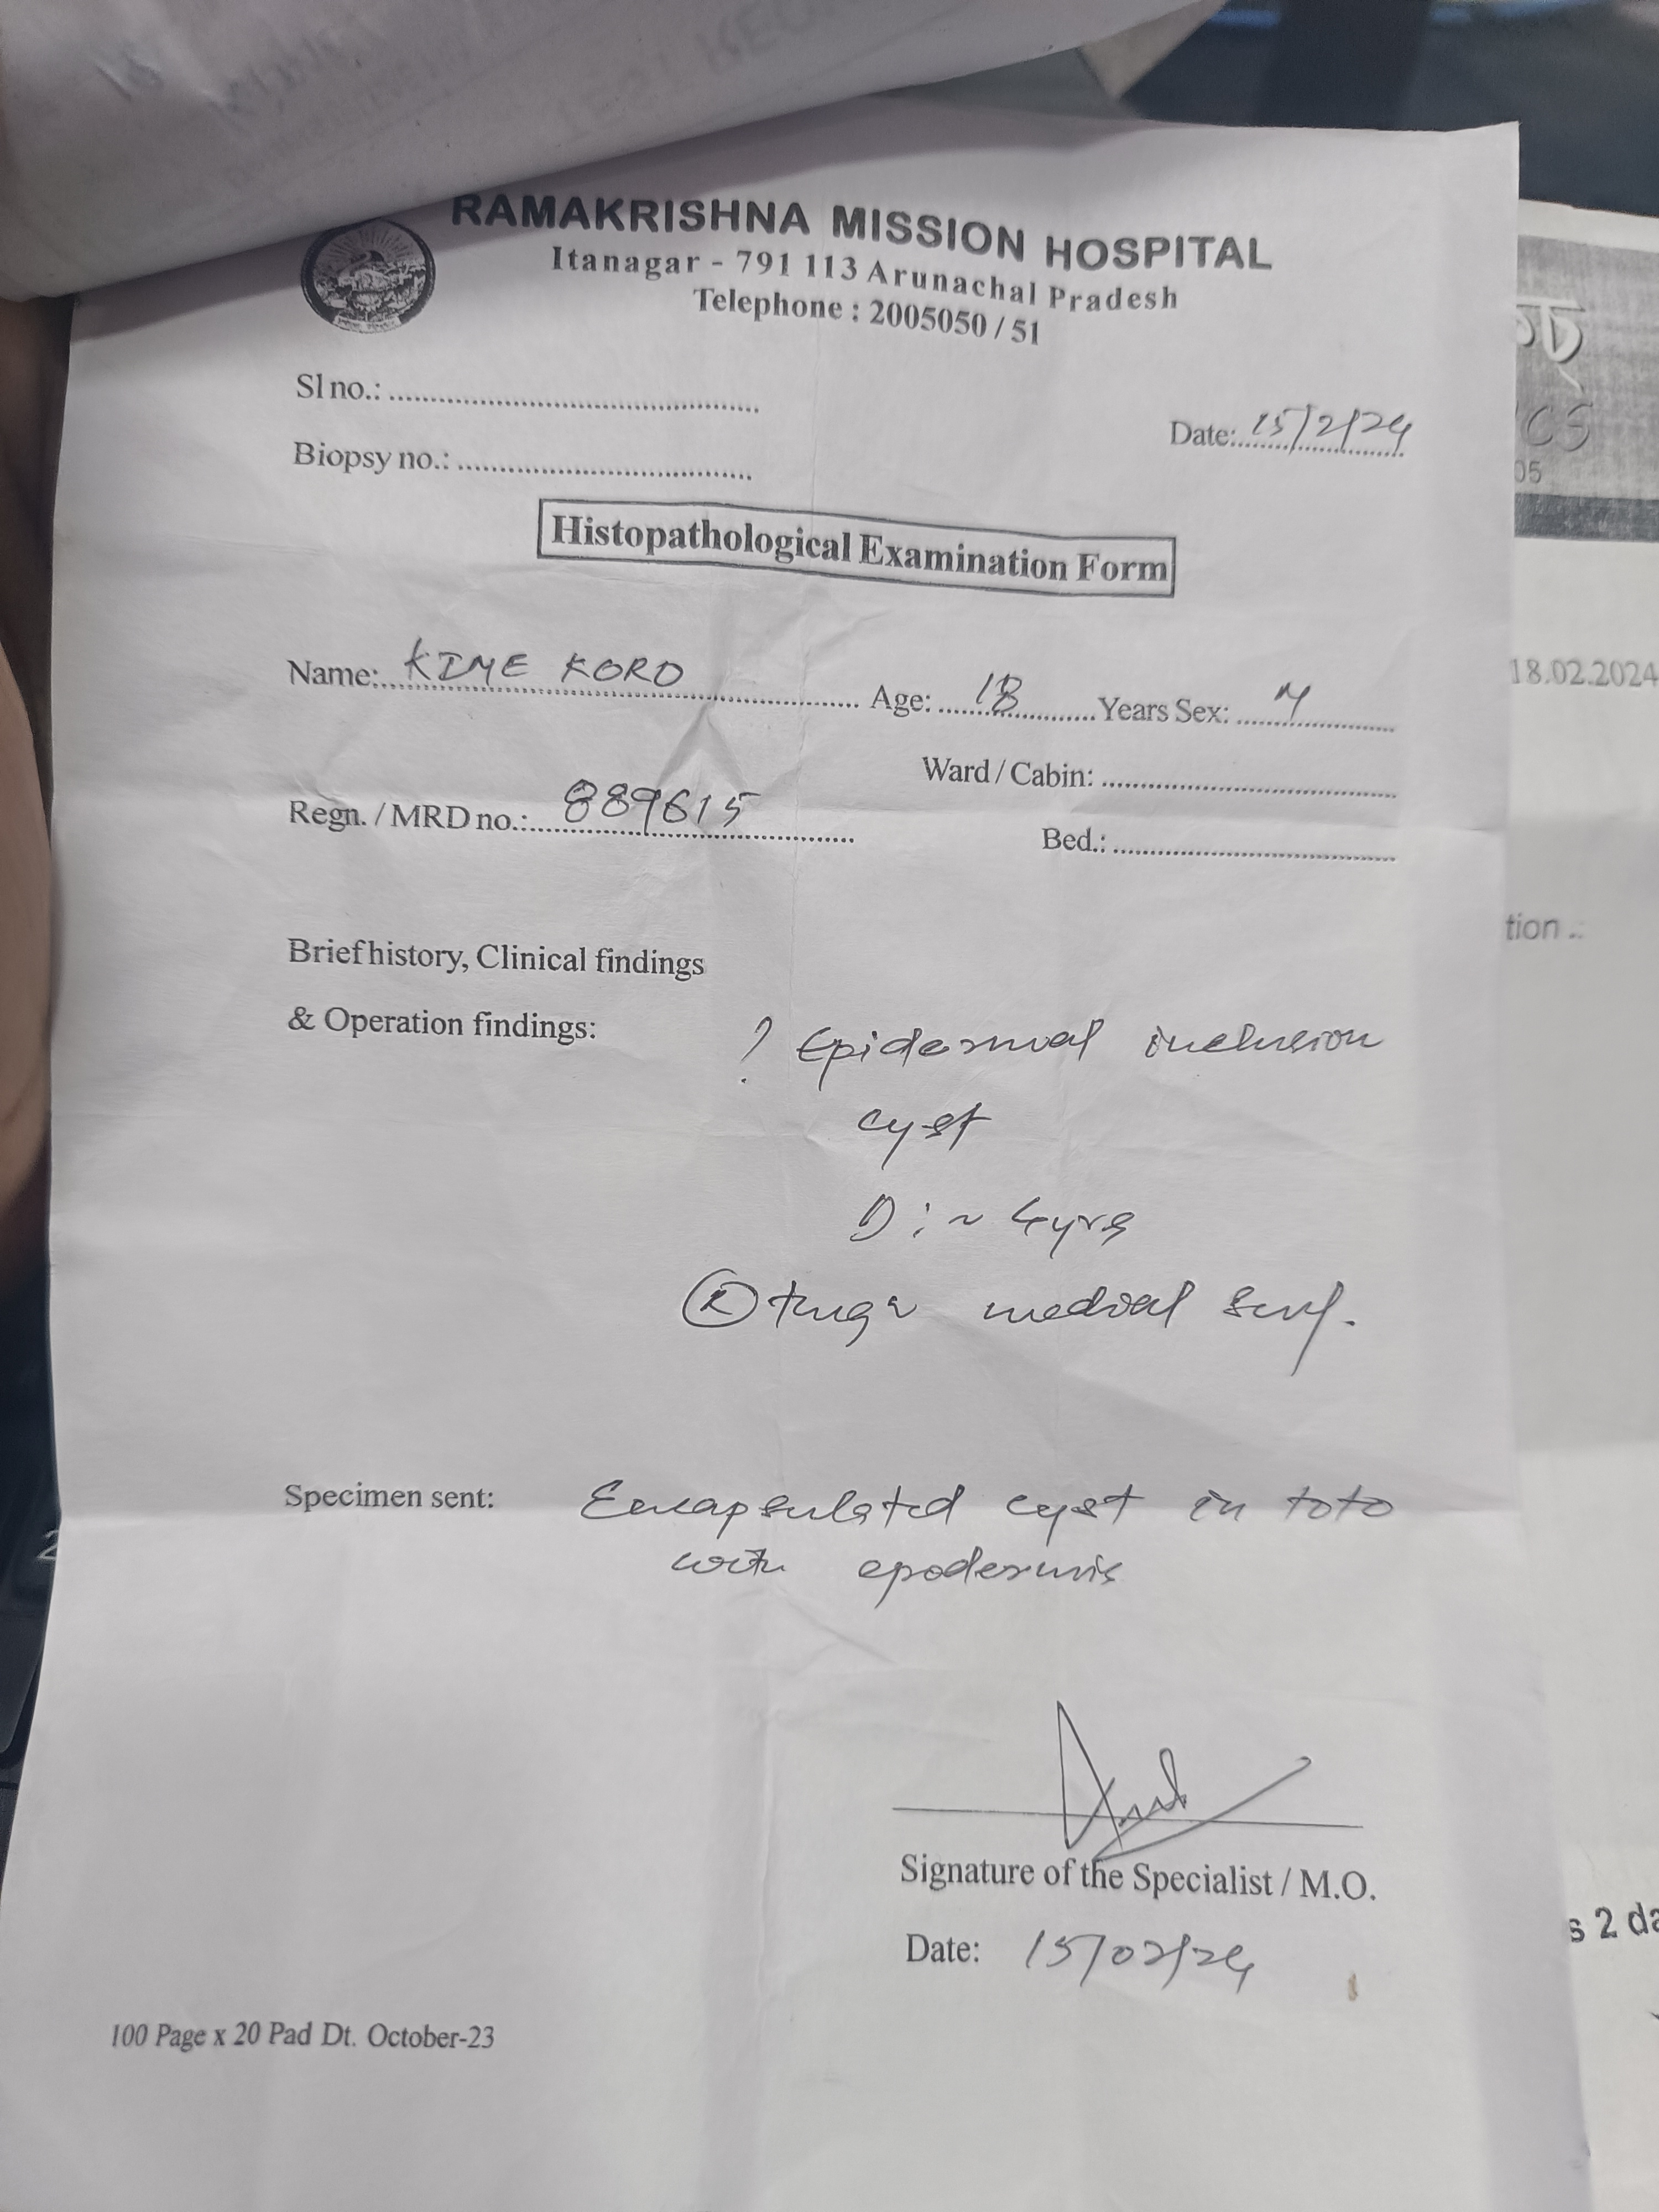 RAMAKRISHNA MISSION HOSPITAL
Itanagar - 791 113 Arunachal Pradesh
Telephone : 2005050 / 51
Sl no.:
Date: 15/2/24
Biopsy no.:
Histopathological Examination Form
Name: KIME KORO Age: 18 Years Sex: M
Ward / Cabin:
Regn. / MRD no.: 889615
Bed.:
Brief history, Clinical findings
& Operation findings: ? Epidermal inclusion
cyst
D : ~ 4yrs
medial surf.
Specimen sent: Encapsulated cyst in toto
with epodermis
Signature of the Specialist / M.O.
Date: 15/02/24
100 Page x 20 Pad Dt. October-23
05
18.02.2024
tion .:
s 2 da